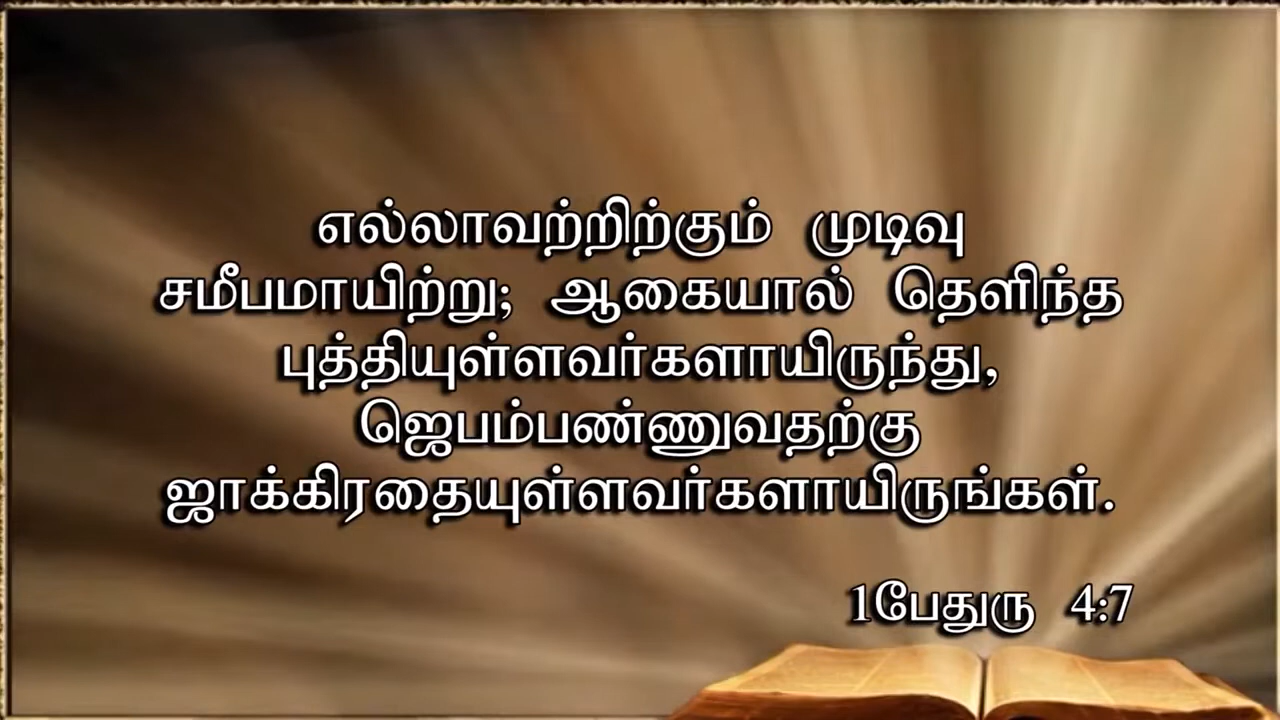 எல்லாவற்றிற்கும் முடிவு
சமீபமாயிற்று; ஆகையால் தெளிந்த
புத்தியுள்ளவர்களாயிருந்து,
ஜெபம்பண்ணுவதற்கு
ஜாக்கிரதையுள்ளவர்களாயிருங்கள்.
1பேதுரு 4:7